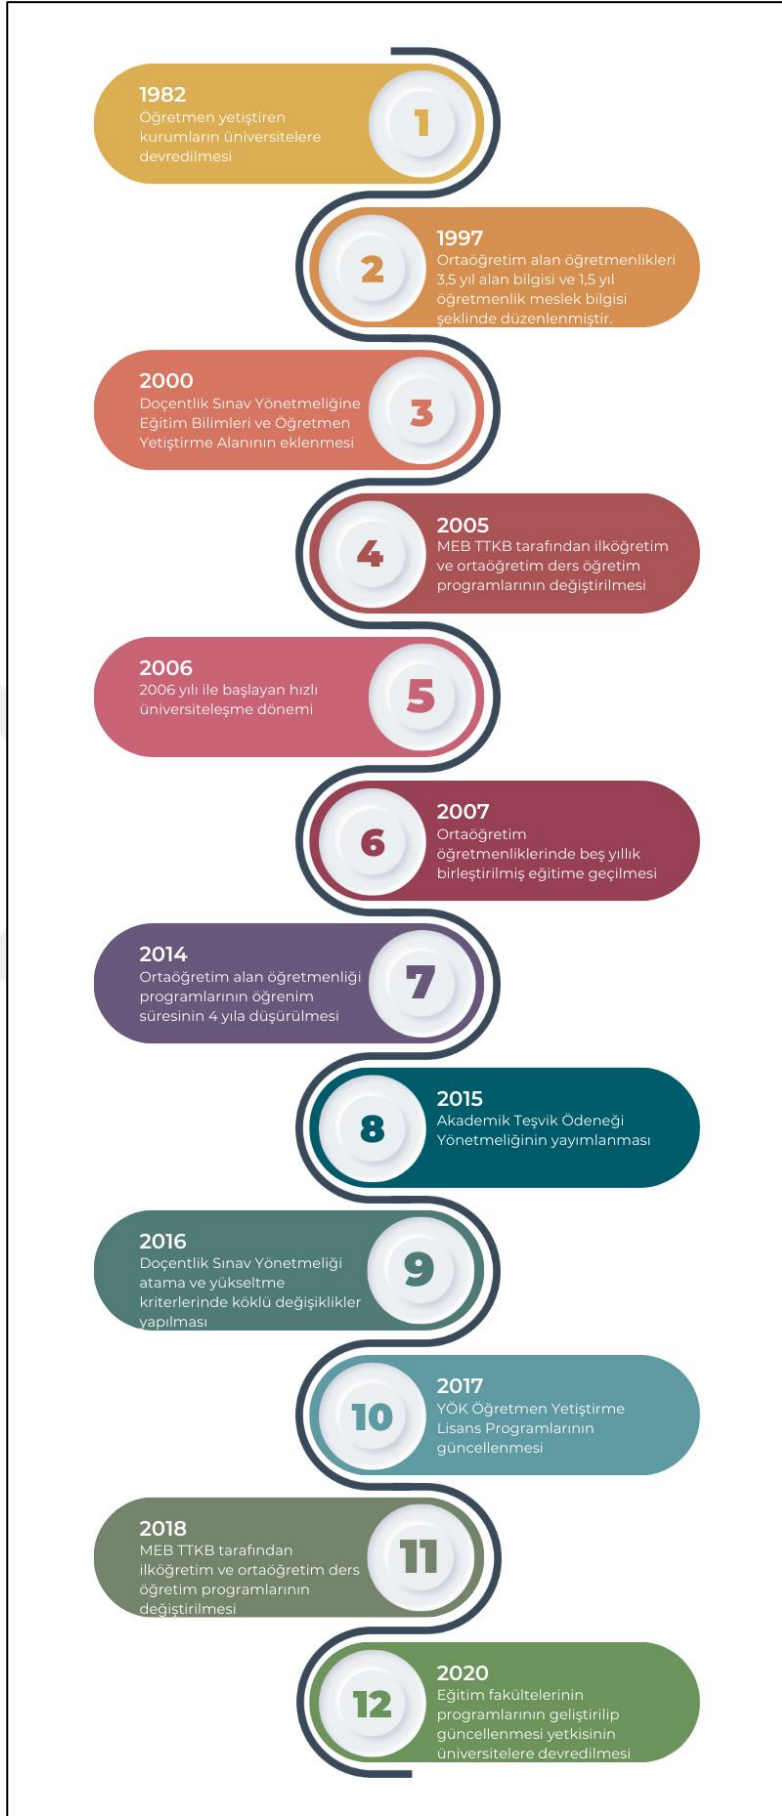 1
1982
Öğretmen yetiştiren
kurumların üniversitelere
devredilmesi
2
1997
Ortaöğretim alan öğretmenlikleri
3,5 yıl alan bilgisi ve 1,5 yıl
öğretmenlik meslek bilgisi
şeklinde düzenlenmiştir.
3
2000
Doçentlik Sınav Yönetmeliğine
Eğitim Bilimleri ve Öğretmen
Yetiştirme Alanının eklenmesi
4
2005
MEB TTKB tarafından ilköğretim
ve ortaöğretim ders öğretim
programlarının değiştirilmesi
5
2006
2006 yılı ile başlayan hızlı
üniversiteleşme dönemi
6
2007
Ortaöğretim
öğretmenliklerinde beş yıllık
birleştirilmiş eğitime geçilmesi
7
2014
Ortaöğretim alan öğretmenliği
programlarının öğrenim
süresinin 4 yıla düşürülmesi
8
2015
Akademik Teşvik Ödeneği
Yönetmeliğinin yayımlanması
9
2016
Doçentlik Sınav Yönetmeliği
atama ve yükseltme
kriterlerinde köklü değişiklikler
yapılması
10
2017
YÖK Öğretmen Yetiştirme
Lisans Programlarının
güncellenmesi
11
2018
MEB TTKB tarafından
ilköğretim ve ortaöğretim ders
öğretim programlarının
değiştirilmesi
12
2020
Eğitim fakültelerinin
programlarının geliştirilip
güncellenmesi yetkisinin
üniversitelere devredilmesi